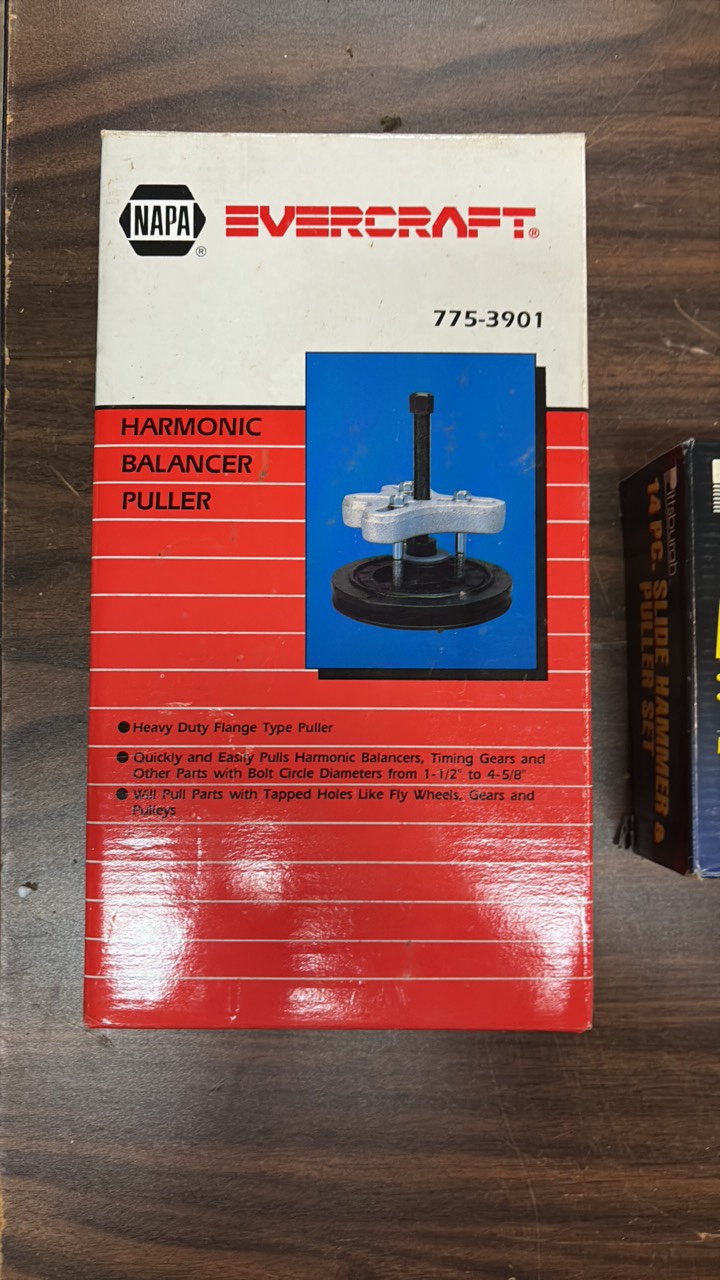 NAPA
®
EVERCRAFT®
775-3901
HARMONIC
BALANCER
PULLER
● Heavy Duty Flange Type Puller
● Quickly and Easily Pulls Harmonic Balancers, Timing Gears and
Other Parts with Bolt Circle Diameters from 1-1/2" to 4-5/8"
● Will Pull Parts with Tapped Holes Like Fly Wheels, Gears and
Pulleys
Pittsburgh
14 PC. SLIDE HAMMER
PULLER SET